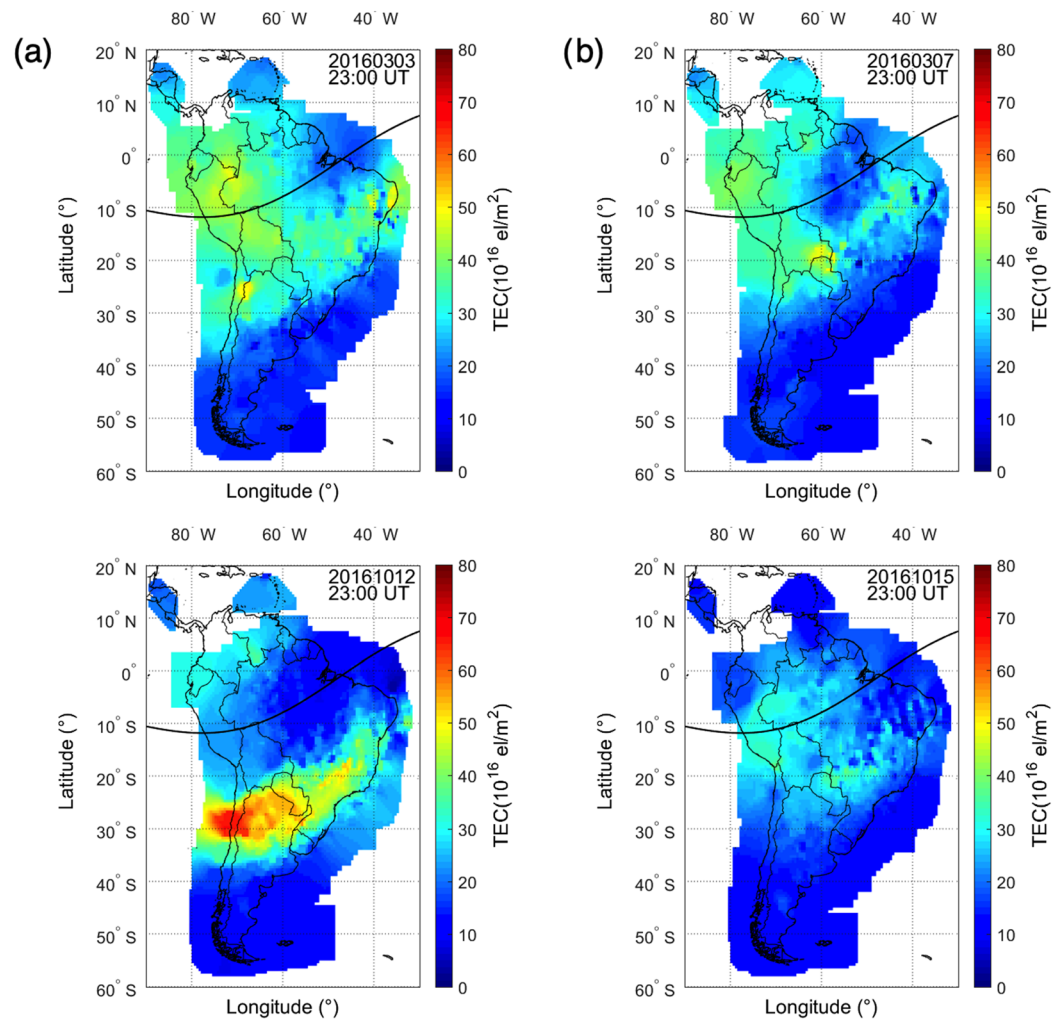 (a)
80° W 60° W 40° W
20° N
10° N
0°
10° S
20° S
30° S
40° S
50° S
60° S
Latitude (°)
Longitude (°)
20160303
23:00 UT
80
70
60
50
40
30
20
10
0
TEC(10^16 el/m^2)
(b)
80° W 60° W 40° W
20° N
10° N
0°
10° S
20° S
30° S
40° S
50° S
60° S
Latitude (°)
Longitude (°)
20160307
23:00 UT
80
70
60
50
40
30
20
10
0
TEC(10^16 el/m^2)
80° W 60° W 40° W
20° N
10° N
0°
10° S
20° S
30° S
40° S
50° S
60° S
Latitude (°)
Longitude (°)
20161012
23:00 UT
80
70
60
50
40
30
20
10
0
TEC(10^16 el/m^2)
80° W 60° W 40° W
20° N
10° N
0°
10° S
20° S
30° S
40° S
50° S
60° S
Latitude (°)
Longitude (°)
20161015
23:00 UT
80
70
60
50
40
30
20
10
0
TEC(10^16 el/m^2)